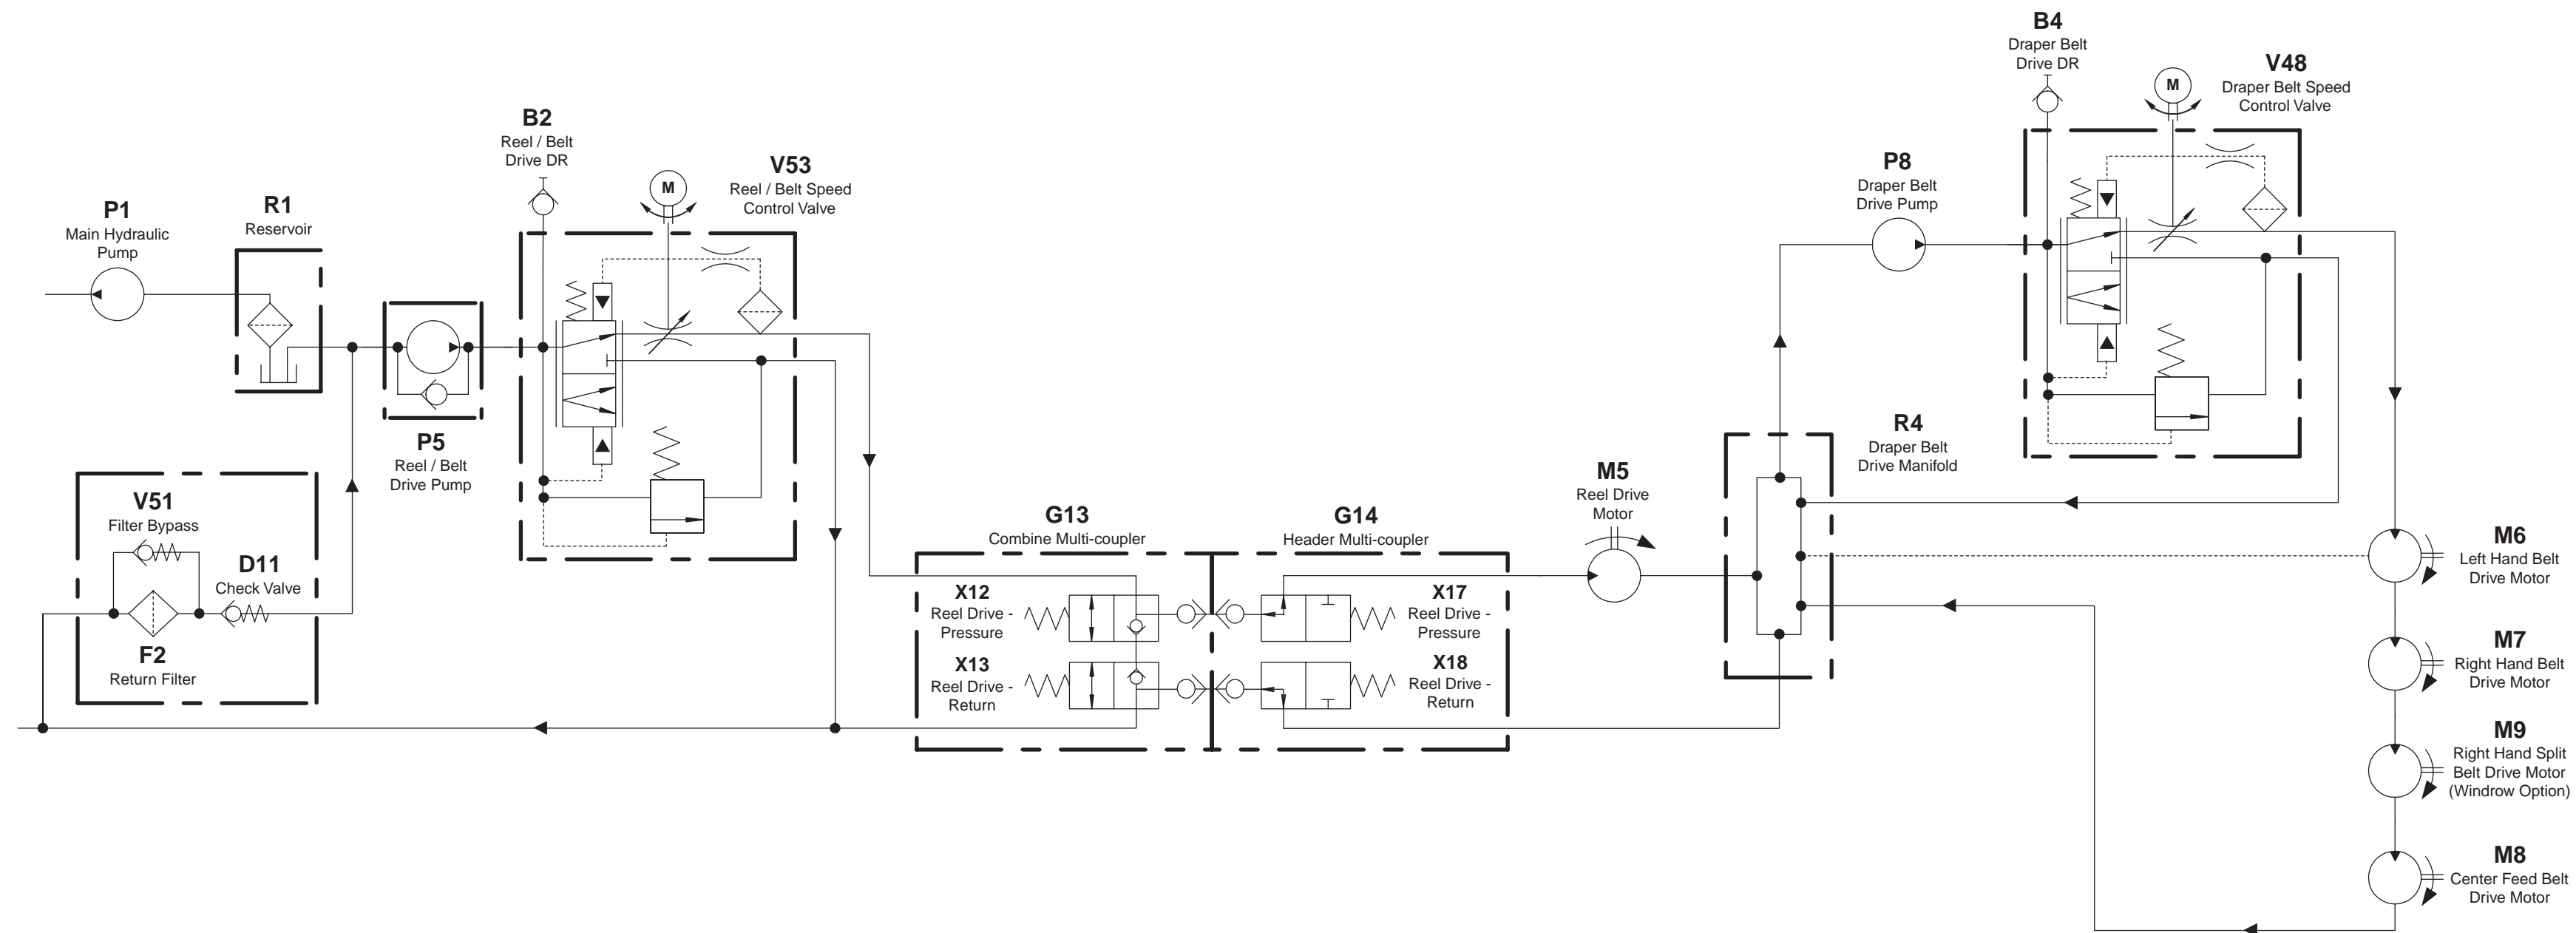 B4
Draper Belt
Drive DR
V48
Draper Belt Speed
Control Valve
M
B2
Reel / Belt
Drive DR
V53
Reel / Belt Speed
Control Valve
M
P8
Draper Belt
Drive Pump
P1
Main Hydraulic
Pump
R1
Reservoir
P5
Reel / Belt
Drive Pump
R4
Draper Belt
Drive Manifold
M5
Reel Drive
Motor
V51
Filter Bypass
D11
Check Valve
F2
Return Filter
G13
Combine Multi-coupler
G14
Header Multi-coupler
X12
Reel Drive -
Pressure
X17
Reel Drive -
Pressure
X13
Reel Drive -
Return
X18
Reel Drive -
Return
M6
Left Hand Belt
Drive Motor
M7
Right Hand Belt
Drive Motor
M9
Right Hand Split
Belt Drive Motor
(Windrow Option)
M8
Center Feed Belt
Drive Motor